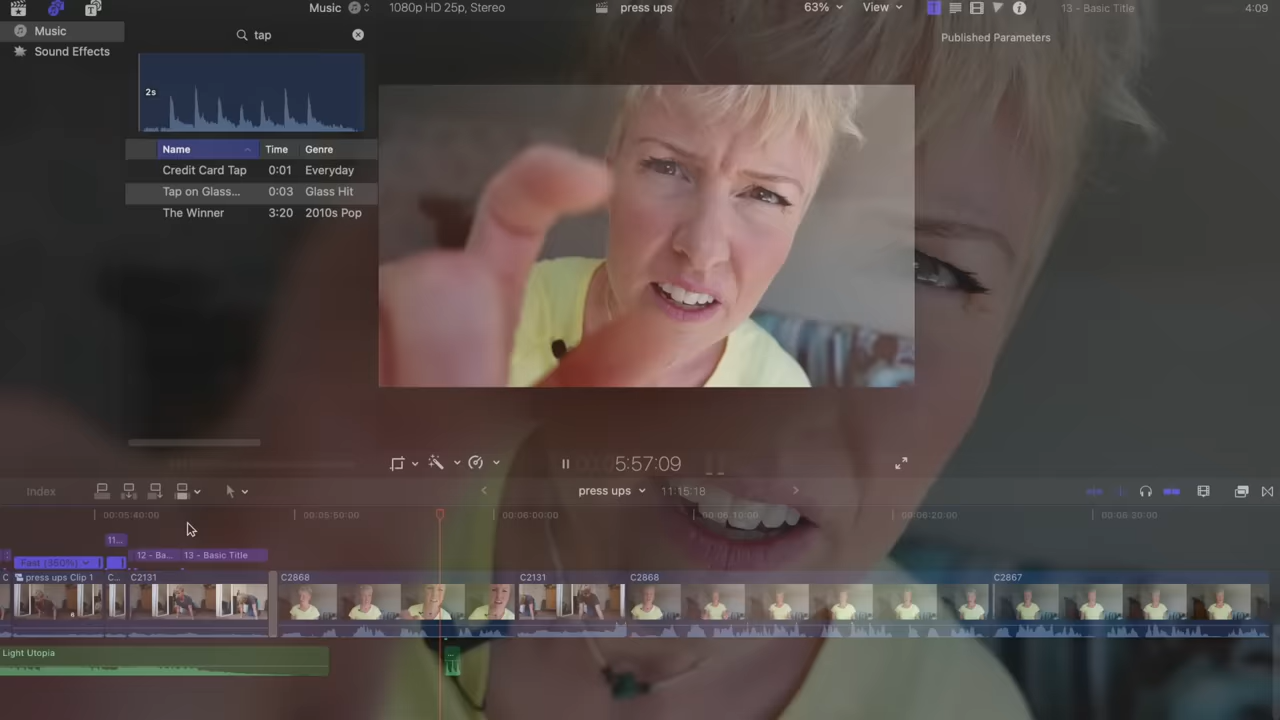 Music
1080p HD 25p, Stereo
press ups
63%
View
13 - Basic Title
4:09
Music
tap
Published Parameters
Sound Effects
2s
Name Time Genre
Credit Card Tap 0:01 Everyday
Tap on Glass... 0:03 Glass Hit
The Winner 3:20 2010s Pop
5:57:09
Index
press ups
11:15:18
00:05:40:00
00:05:50:00
00:06:00:00
00:06:10:00
00:06:20:00
00:06:30:00
11...
12 - Ba...
13 - Basic Title
Fast (350%)
C
press ups Clip 1
C...
C2131
C2868
C2131
C2868
C2867
Light Utopia